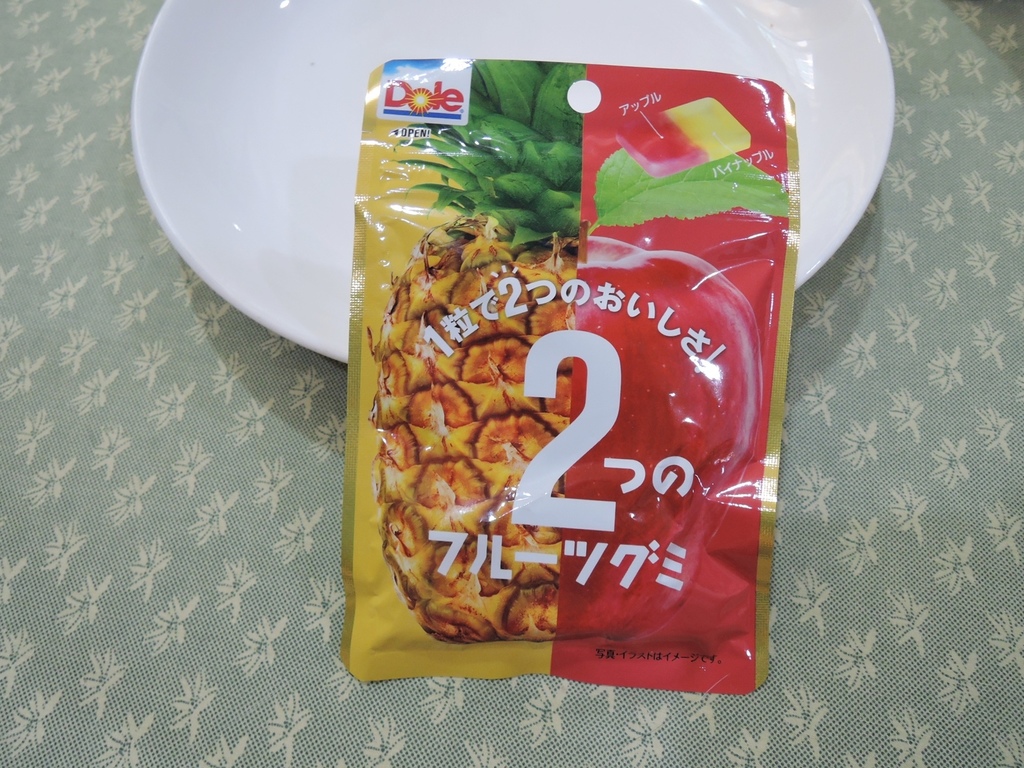 Dole
OPEN!
アップル
パイナップル
1粒で2つのおいしさ!
2つの
フルーツグミ
写真・イラストはイメージです。